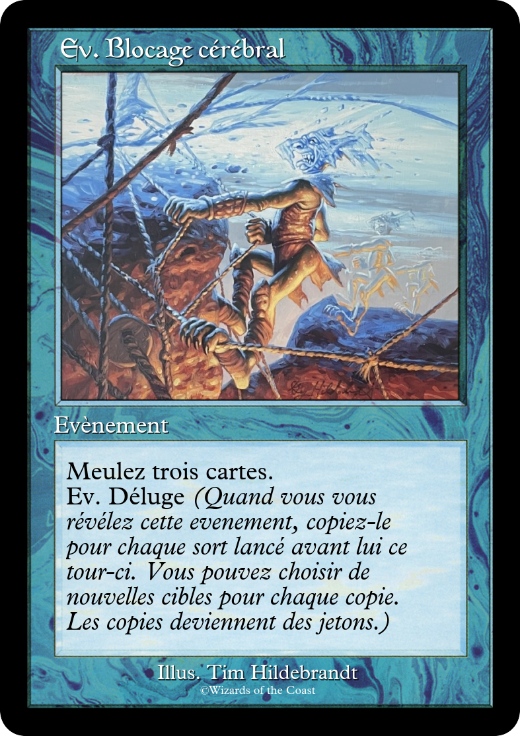 Ev. Blocage cérébral
Evènement
Meulez trois cartes.
Ev. Déluge (Quand vous vous
révélez cette evenement, copiez-le
pour chaque sort lancé avant lui ce
tour-ci. Vous pouvez choisir de
nouvelles cibles pour chaque copie.
Les copies deviennent des jetons.)
Illus. Tim Hildebrandt
©Wizards of the Coast